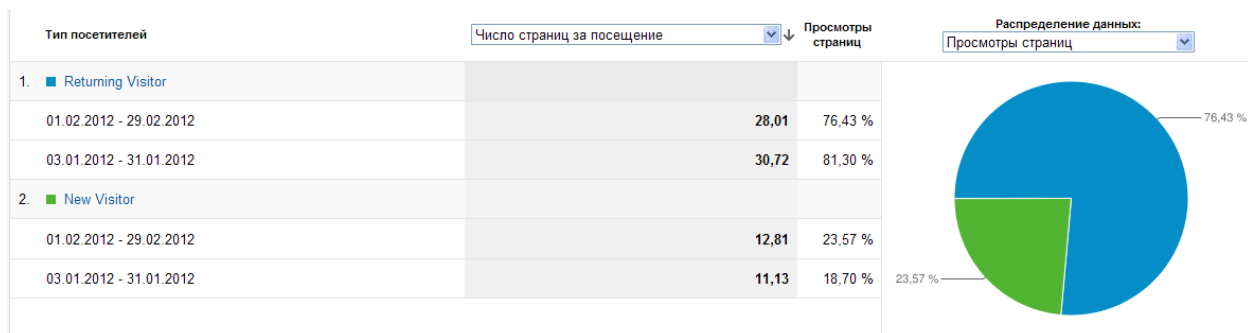 Тип посетителей
Число страниц за посещение
Просмотры
страниц
Распределение данных:
Просмотры страниц
1. Returning Visitor
01.02.2012 - 29.02.2012 28,01 76,43 %
03.01.2012 - 31.01.2012 30,72 81,30 %
2. New Visitor
01.02.2012 - 29.02.2012 12,81 23,57 %
03.01.2012 - 31.01.2012 11,13 18,70 %
76,43 %
23,57 %